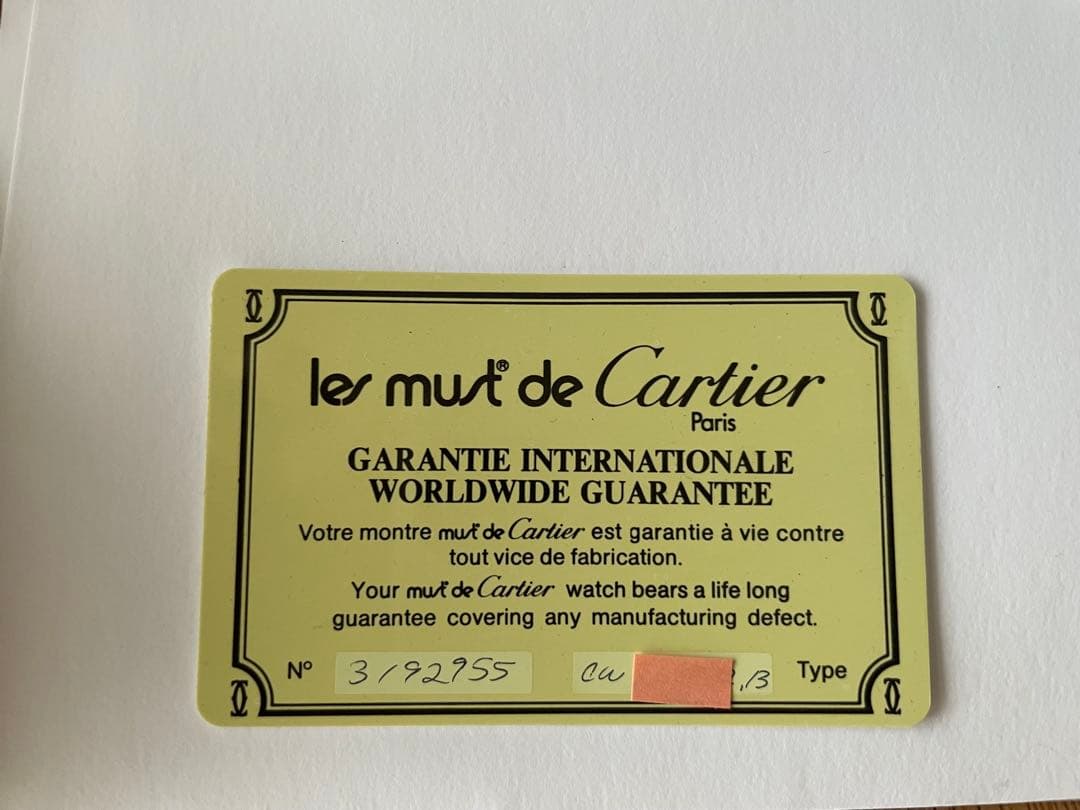 les must® de Cartier
Paris
GARANTIE INTERNATIONALE
WORLDWIDE GUARANTEE
Votre montre must de Cartier est garantie à vie contre
tout vice de fabrication.
Your must de Cartier watch bears a life long
guarantee covering any manufacturing defect.
N° 3192955 CW .B Type